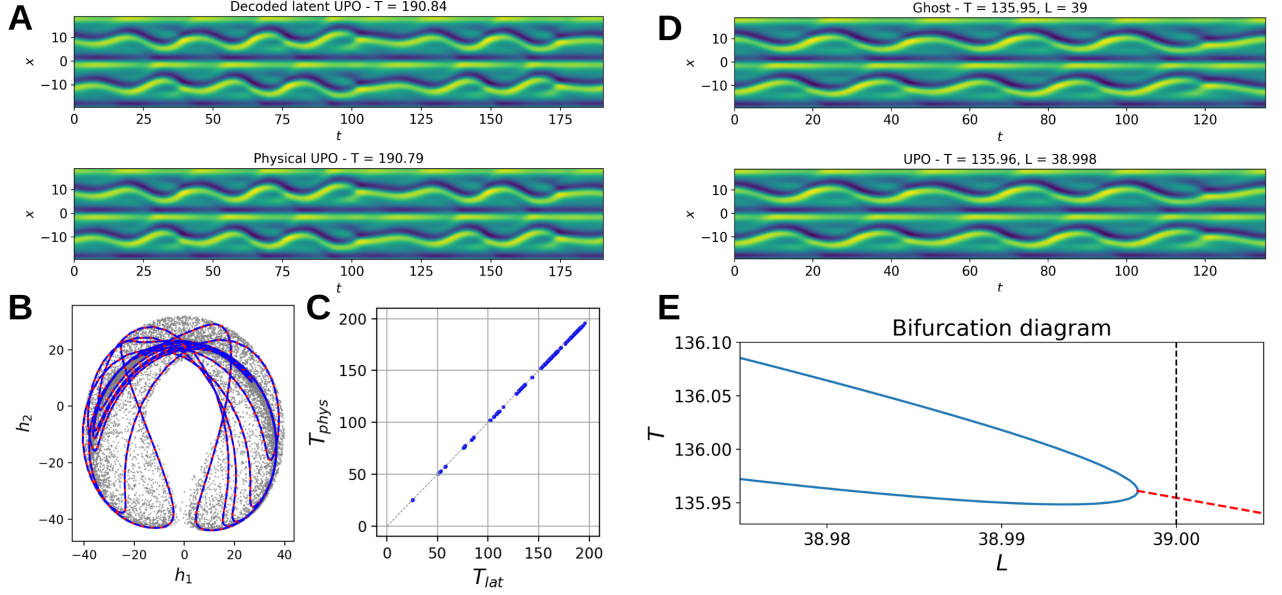 A
Decoded latent UPO - T = 190.84
10
0
−10
x
0 25 50 75 100 125 150 175
t
Physical UPO - T = 190.79
10
0
−10
x
0 25 50 75 100 125 150 175
t
B
20
0
−20
−40
h2
−40 −20 0 20 40
h1
C
200
150
100
50
0
Tphys
0 50 100 150 200
Tlat
D
Ghost - T = 135.95, L = 39
10
0
−10
x
0 20 40 60 80 100 120
t
UPO - T = 135.96, L = 38.998
10
0
−10
x
0 20 40 60 80 100 120
t
E
Bifurcation diagram
136.10
136.05
136.00
135.95
T
38.98 38.99 39.00
L